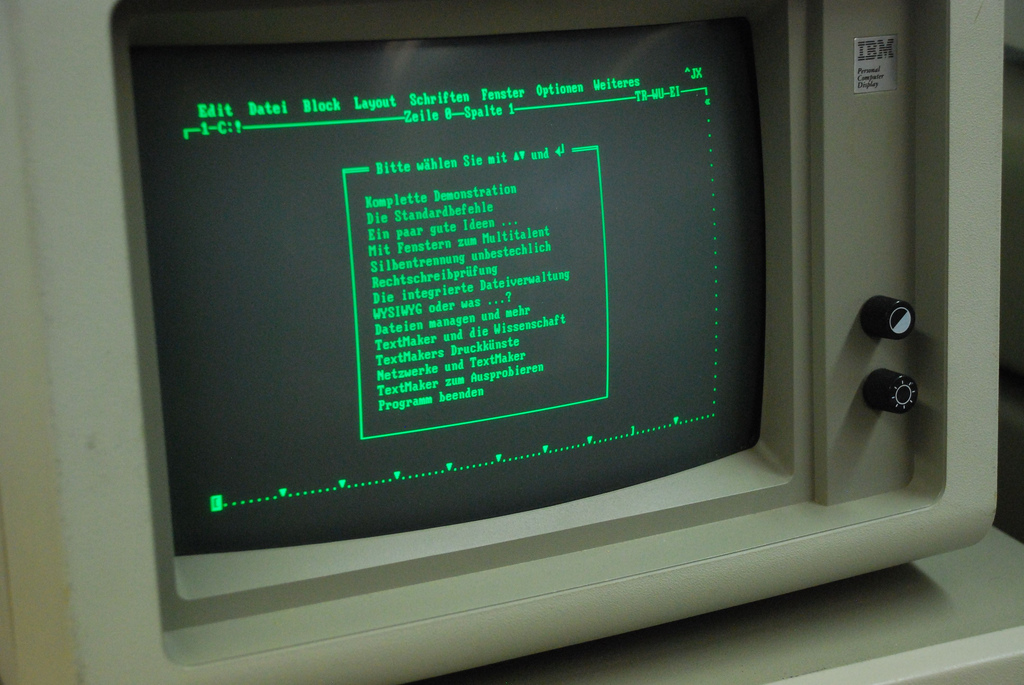 ^JX
Edit Datei Block Layout Schriften Fenster Optionen Weiteres
1-C:! Zeile 0 Spalte 1 TR-WU-EI
«
Bitte wählen Sie mit ▲▼ und ↵
Komplette Demonstration
Die Standardbefehle
Ein paar gute Ideen ...
Mit Fenstern zum Multitalent
Silbentrennung unbestechlich
Rechtschreibprüfung
Die integrierte Dateiverwaltung
WYSIWYG oder was ...?
Dateien managen und mehr
TextMaker und die Wissenschaft
TextMakers Druckkünste
Netzwerke und TextMaker
TextMaker zum Ausprobieren
Programm beenden
[.......▼.......▼.......▼.......▼.......▼.......▼.......▼......].......▼......
IBM
Personal
Computer
Display